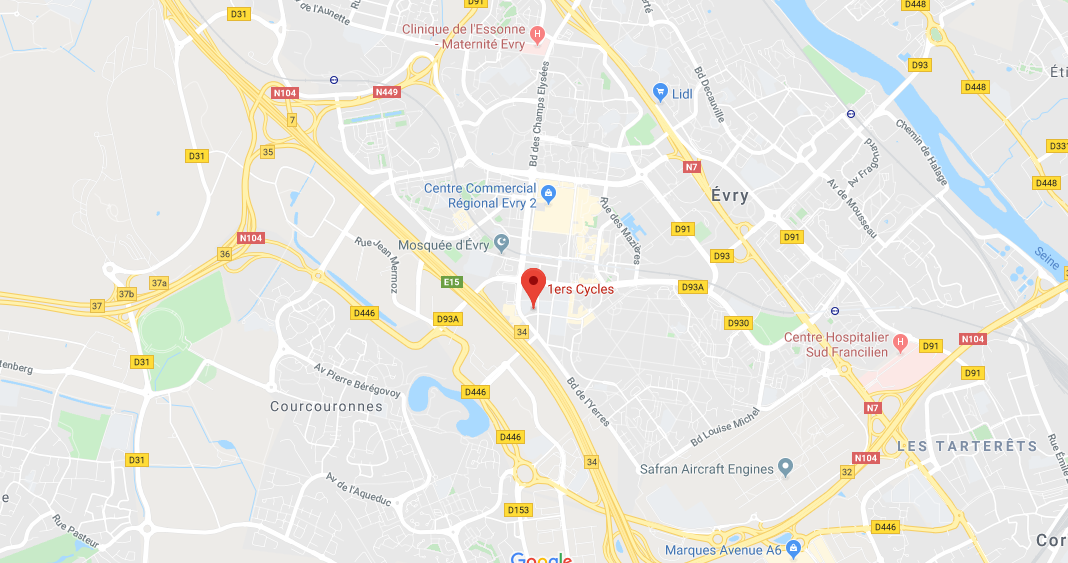 D91
D448
D31
de l'Aunette
Clinique de l'Essonne
- Maternité Evry
H
D93
Éti
D448
N104
N449
Lidl
Bd Decauville
7
Bd des Champs Elysées
35
D31
Av Fragonard
Chemin de Halage
D331
N7
D448
Centre Commercial
Régional Evry 2
Évry
Av de Mousseau
Rue des Mazières
D91
D91
N104
Mosquée d'Évry
Rue Jean Mermoz
36
D93
Seine
E15
37a
37b
37
1ers Cycles
D93A
D446
D93A
34
D930
Centre Hospitalier
Sud Francilien
H
D91
N104
D31
D91
Av Pierre Bérégovoy
D446
Bd de l'Yerres
Courcouronnes
N7
Bd Louise Michel
D446
LES TARTERÊTS
D31
34
N104
32
Safran Aircraft Engines
Av de l'Aqueduc
D153
Rue Pasteur
D446
Cor
Marques Avenue A6
Google